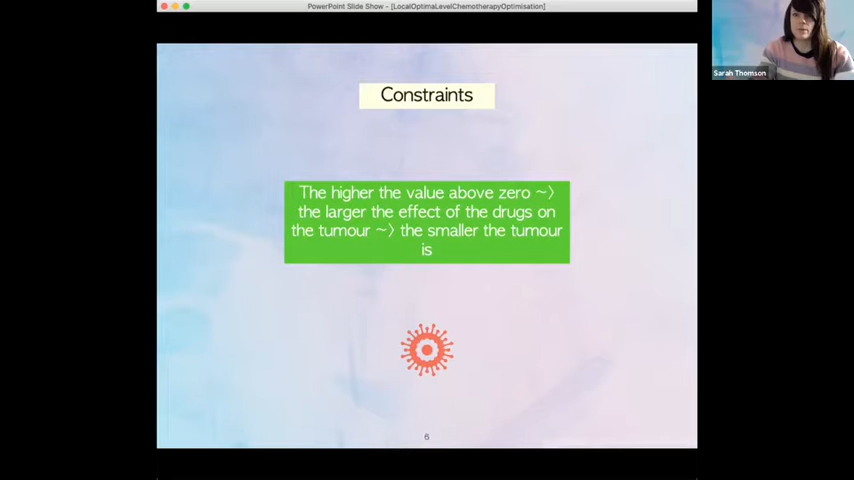 PowerPoint Slide Show - [LocalOptimaLevelChemotherapyOptimisation]
Sarah Thomson
Constraints
The higher the value above zero ~〉
the larger the effect of the drugs on
the tumour ~〉 the smaller the tumour
is
6